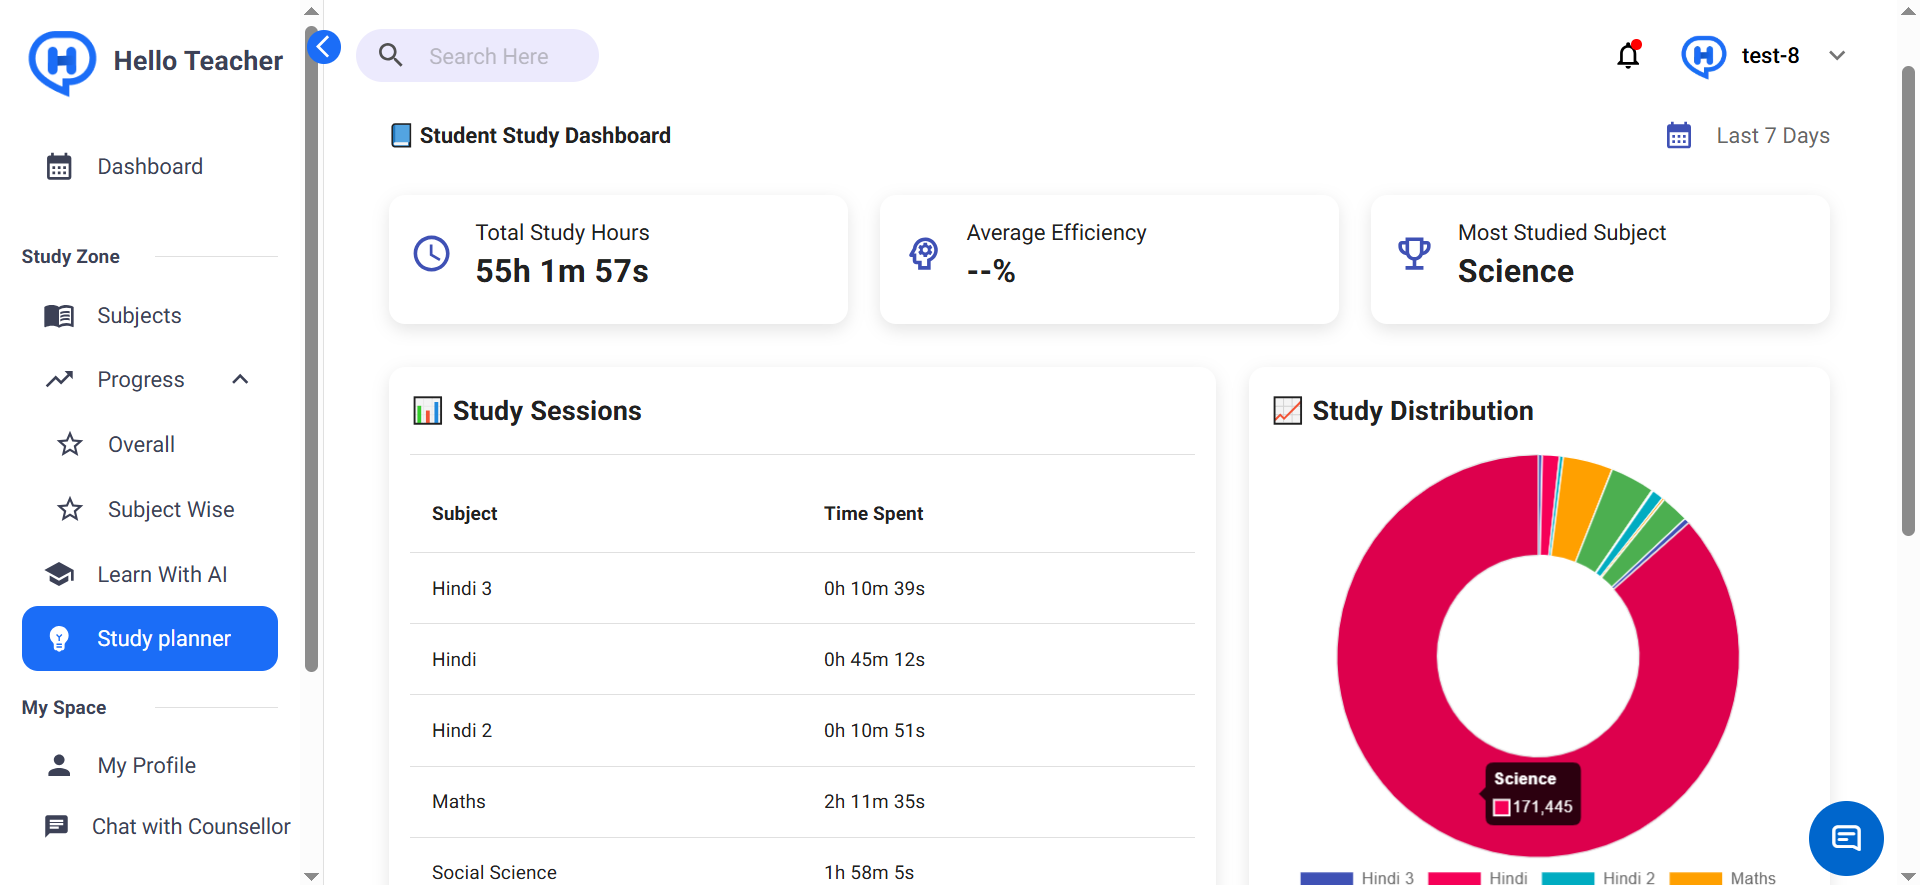 Hello Teacher
Search Here
test-8
Student Study Dashboard
Last 7 Days
Dashboard
Study Zone
Subjects
Progress
Overall
Subject Wise
Learn With AI
Study planner
My Space
My Profile
Chat with Counsellor
Total Study Hours
55h 1m 57s
Average Efficiency
--%
Most Studied Subject
Science
Study Sessions
Subject Time Spent
Hindi 3 0h 10m 39s
Hindi 0h 45m 12s
Hindi 2 0h 10m 51s
Maths 2h 11m 35s
Social Science 1h 58m 5s
Study Distribution
Science
171,445
Hindi 3 Hindi Hindi 2 Maths